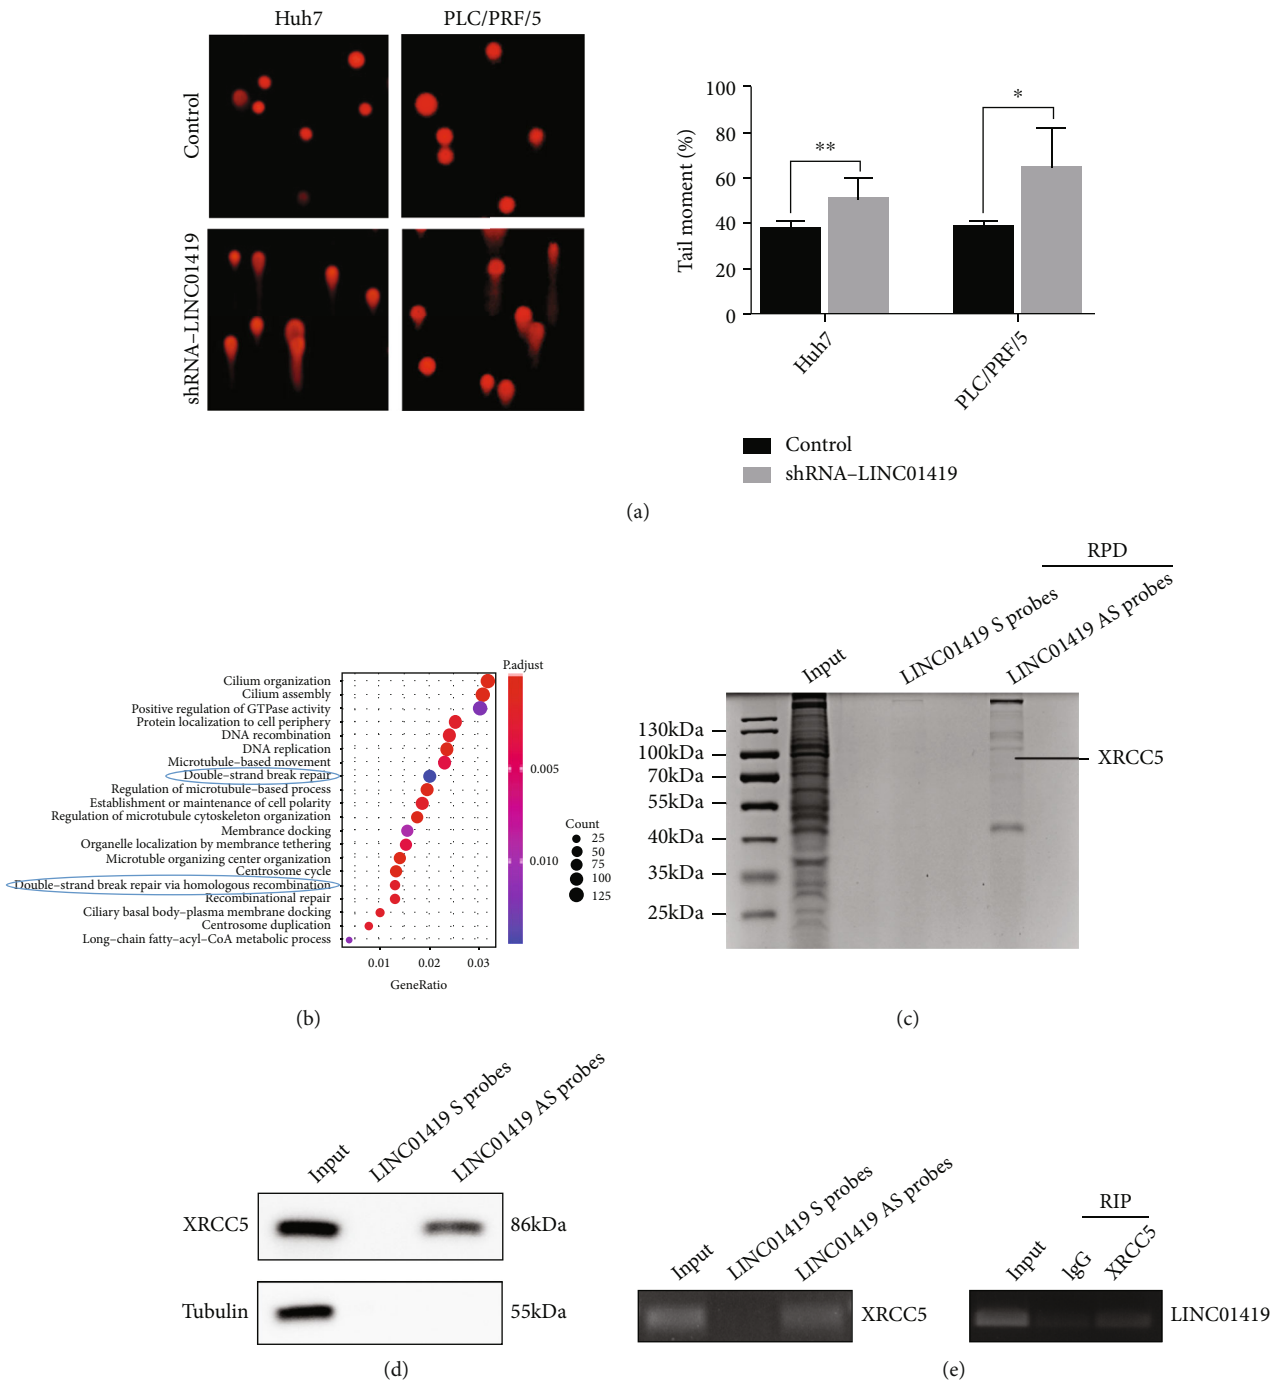 Huh7
PLC/PRF/5
Control
shRNA–LINC01419
Tail moment (%)
100
80
60
40
20
0
**
*
Huh7
PLC/PRF/5
Control
shRNA–LINC01419
(a)
Cilium organization
Cilium assembly
Positive regulation of GTPase activity
Protein localization to cell periphery
DNA recombination
DNA replication
Microtubule–based movement
Double–strand break repair
Regulation of microtubule–based process
Establishment or maintenance of cell polarity
Regulation of microtubule cytoskeleton organization
Membrance docking
Organelle localization by membrance tethering
Microtuble organizing center organization
Centrosome cycle
Double–strand break repair via homologous recombination
Recombinational repair
Ciliary basal body–plasma membrane docking
Centrosome duplication
Long–chain fatty–acyl–CoA metabolic process
0.01
0.02
0.03
GeneRatio
P.adjust
0.005
0.010
Count
25
50
75
100
125
(b)
RPD
Input
LINC01419 S probes
LINC01419 AS probes
130kDa
100kDa
70kDa
55kDa
40kDa
35kDa
25kDa
XRCC5
(c)
Input
LINC01419 S probes
LINC01419 AS probes
XRCC5
86kDa
Tubulin
55kDa
(d)
Input
LINC01419 S probes
LINC01419 AS probes
XRCC5
RIP
Input
IgG
XRCC5
LINC01419
(e)